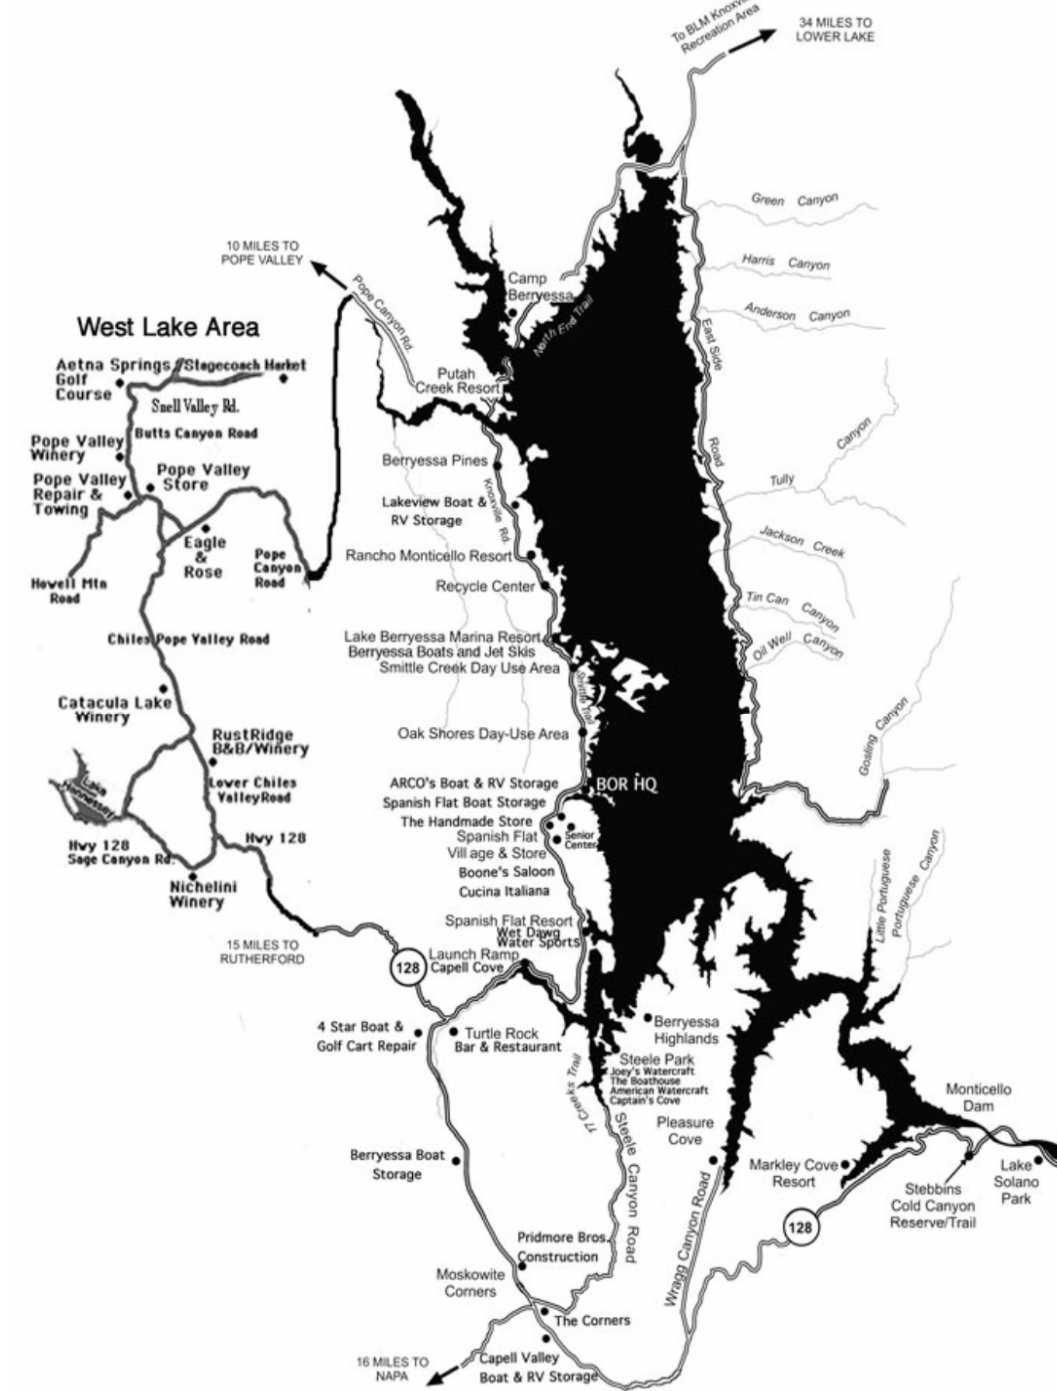 To BLM Knoxville
Recreation Area
34 MILES TO
LOWER LAKE
Green Canyon
Harris Canyon
Anderson Canyon
10 MILES TO
POPE VALLEY
Pope Canyon Rd.
Camp
Berryessa
North End Trail
East Side
Road
West Lake Area
Aetna Springs
Golf
Course
Stagecoach Market
Snell Valley Rd.
Butts Canyon Road
Pope Valley
Winery
Pope Valley
Repair &
Towing
Pope Valley
Store
Eagle
&
Rose
Pope
Canyon
Road
Howell Mtn
Road
Chiles Pope Valley Road
Catacula Lake
Winery
RustRidge
B&B/Winery
Lower Chiles
Valley Road
Lake
Hennessey
Hwy 128
Sage Canyon Rd.
Hwy 128
Nichelini
Winery
15 MILES TO
RUTHERFORD
Putah
Creek Resort
Berryessa Pines
Knoxville Rd.
Lakeview Boat &
RV Storage
Rancho Monticello Resort
Recycle Center
Lake Berryessa Marina Resort
Berryessa Boats and Jet Skis
Smittle Creek Day Use Area
Smittle Trail
Oak Shores Day-Use Area
ARCO's Boat & RV Storage
BOR HQ
Spanish Flat Boat Storage
The Handmade Store
Spanish Flat
Village & Store
Senior
Center
Boone's Saloon
Cucina Italiana
Spanish Flat Resort
Wet Dawg
Water Sports
Launch Ramp
Capell Cove
128
4 Star Boat &
Golf Cart Repair
Turtle Rock
Bar & Restaurant
Berryessa
Highlands
Steele Park
Joey's Watercraft
The Boathouse
American Watercraft
Captain's Cove
17 Creeks Trail
Steele Canyon Road
Pleasure
Cove
Wragg Canyon Road
Berryessa Boat
Storage
Pridmore Bros.
Construction
Moskowite
Corners
The Corners
16 MILES TO
NAPA
Capell Valley
Boat & RV Storage
Tully Canyon
Jackson Creek
Tin Can Canyon
Oil Well Canyon
Gosling Canyon
Little Portuguese
Portuguese Canyon
Monticello
Dam
Markley Cove
Resort
128
Stebbins
Cold Canyon
Reserve/Trail
Lake
Solano
Park